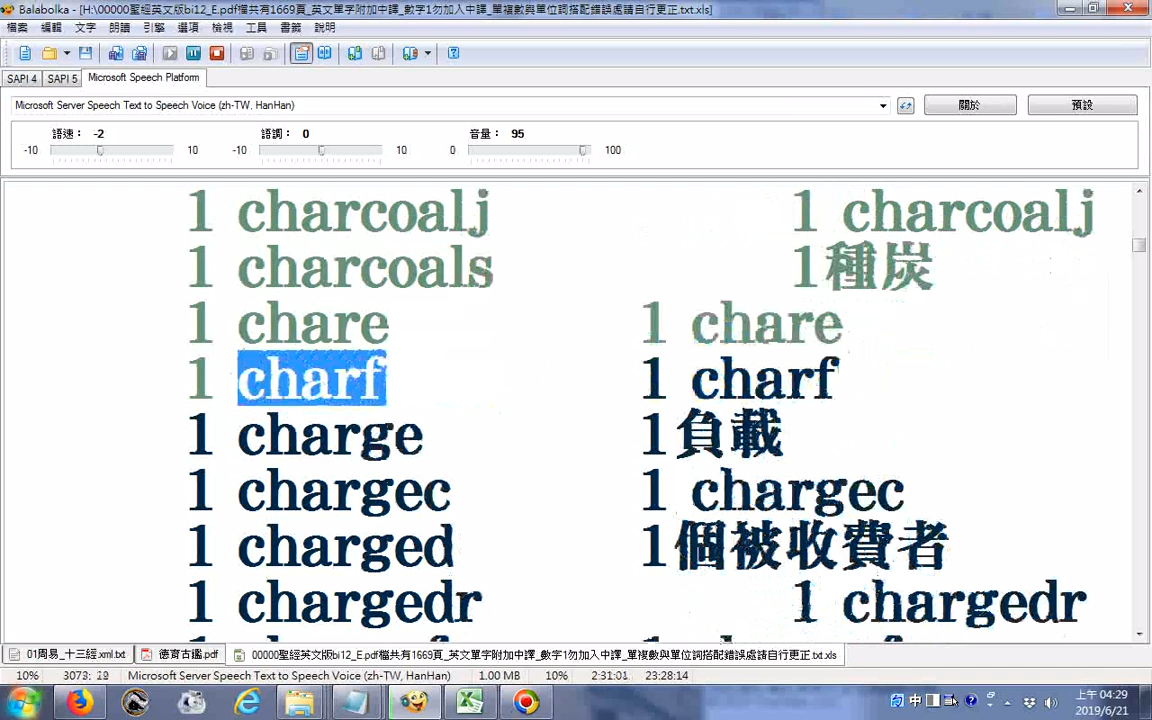 Balabolka - [H:\00000聖經英文版bi12_E.pdf檔共有1669頁_英文單字附加中譯_數字1勿加入中譯_單複數與單位詞搭配錯誤處請自行更正.txt.xls]
檔案 編輯 文字 朗讀 引擎 選項 檢視 工具 書籤 說明
SAPI 4 SAPI 5 Microsoft Speech Platform
Microsoft Server Speech Text to Speech Voice (zh-TW, HanHan) 關於 預設
語速： -2 語調： 0 音量： 95
-10 10 -10 10 0 100
1 charcoalj 1 charcoalj
1 charcoals 1種炭
1 chare 1 chare
1 charf 1 charf
1 charge 1負載
1 chargec 1 chargec
1 charged 1個被收費者
1 chargedr 1 chargedr
01周易_十三經.xml.txt 德育古鑑.pdf 00000聖經英文版bi12_E.pdf檔共有1669頁_英文單字附加中譯_數字1勿加入中譯_單複數與單位詞搭配錯誤處請自行更正.txt.xls
10% 3073: 19 Microsoft Server Speech Text to Speech Voice (zh-TW, HanHan) 1.00 MB 10% 2:31:01 23:28:14
中 上午 04:29
2019/6/21